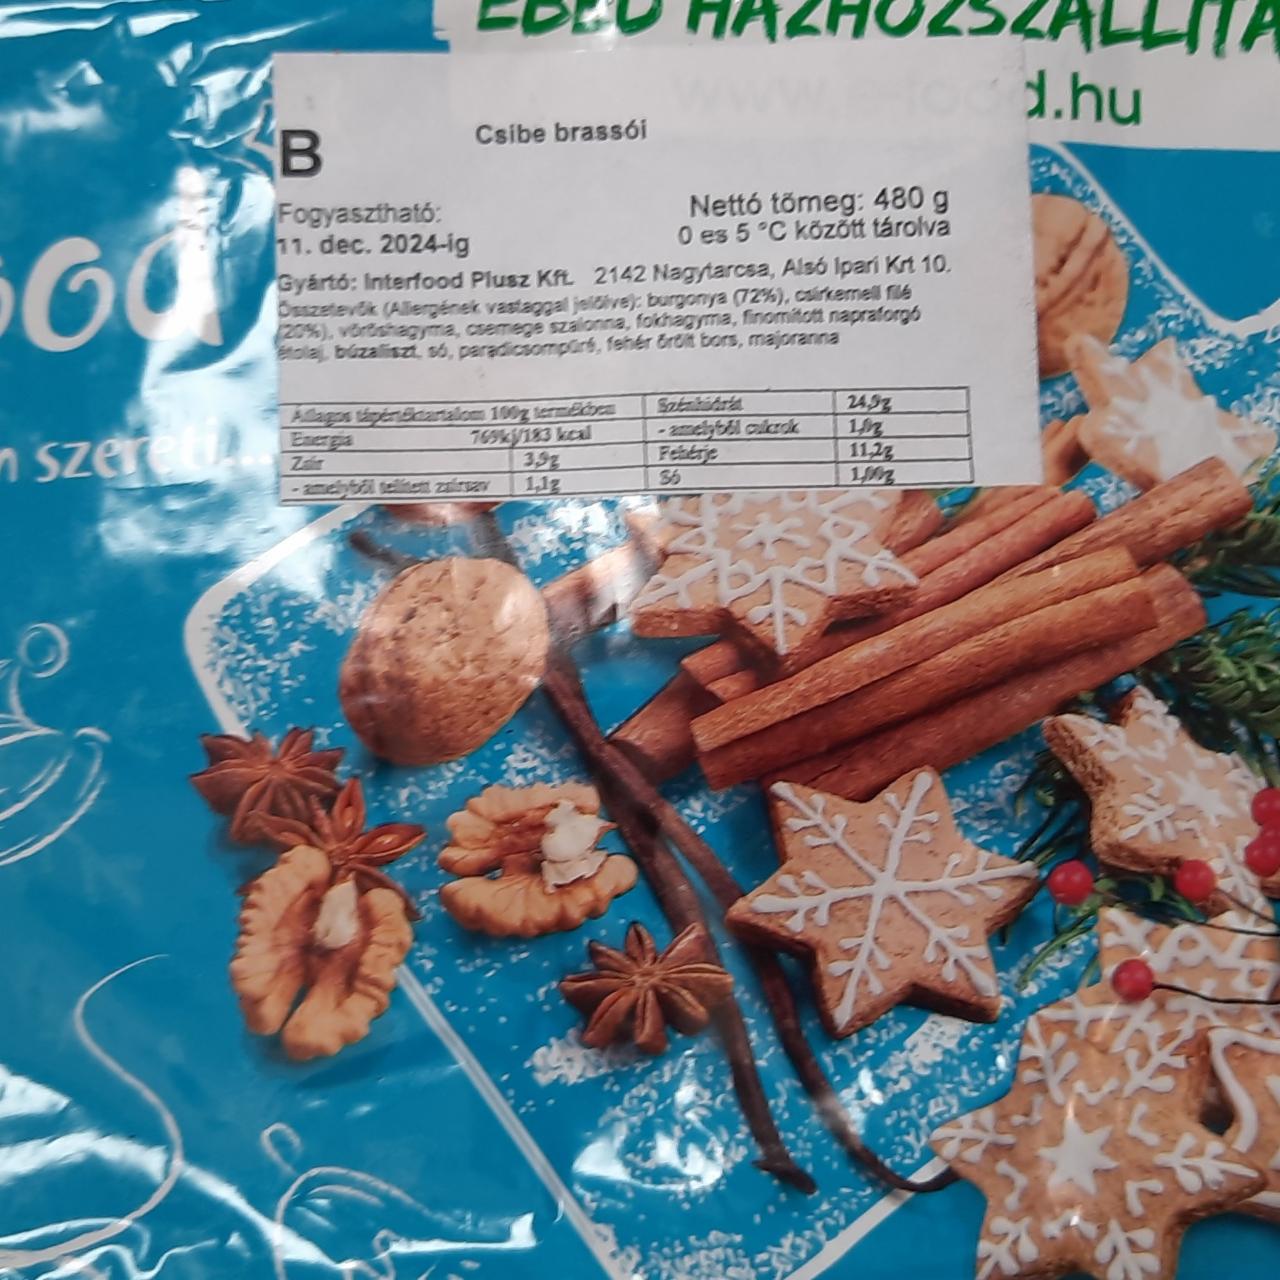 EBÉD HÁZHOZSZÁLLÍTÁ
www.e-food.hu
ood
n szereti...
B
Csibe brassói
Fogyasztható:
11. dec. 2024-ig
Nettó tömeg: 480 g
0 es 5 °C között tárolva
Gyártó: Interfood Plusz Kft. 2142 Nagytarcsa, Alsó Ipari Krt 10.
Összetevők (Allergének vastaggal jelölve): burgonya (72%), csirkemell filé
(20%), vöröshagyma, csemege szalonna, fokhagyma, finomított napraforgó
étolaj, búzaliszt, só, paradicsompüré, fehér őrölt bors, majoranna
Átlagos tápértéktartalom 100g termékben
Energia 769kj/183 kcal
Zsír 3,9g
- amelyből telített zsírsav 1,1g
Szénhidrát 24,9g
- amelyből cukrok 1,0g
Fehérje 11,2g
Só 1,00g